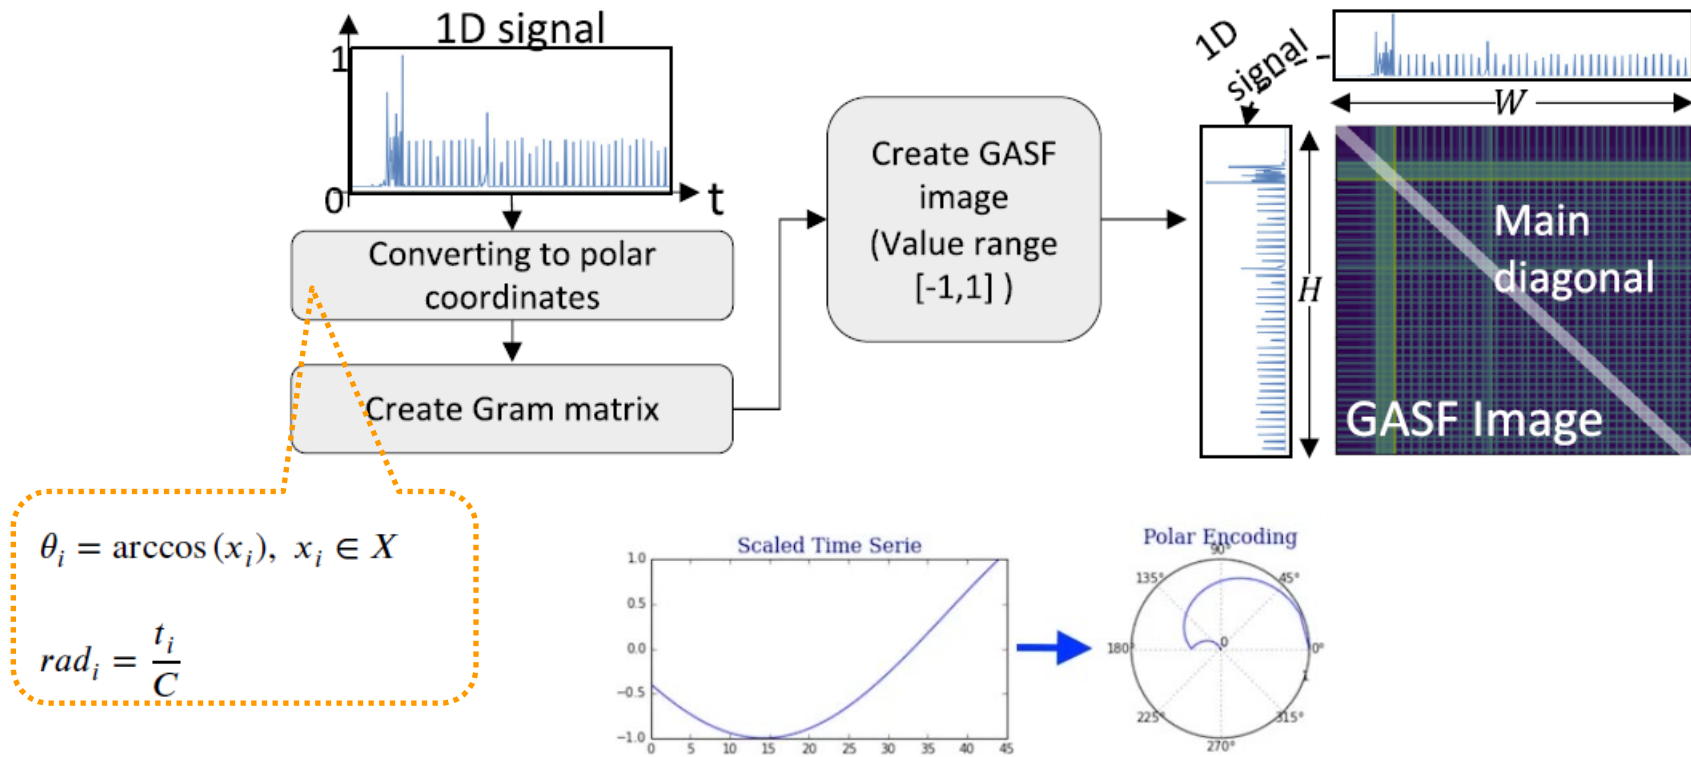 1D signal
1
0
t
Converting to polar
coordinates
Create Gram matrix
Create GASF
image
(Value range
[-1,1] )
1D
signal
W
H
Main
diagonal
GASF Image
θi = arccos (xi), xi ∈ X
radi = ti / C
Scaled Time Serie
1.0
0.5
0.0
−0.5
−1.0
0 5 10 15 20 25 30 35 40 45
Polar Encoding
90°
135° 45°
180° 0 0°
1
225° 315°
270°